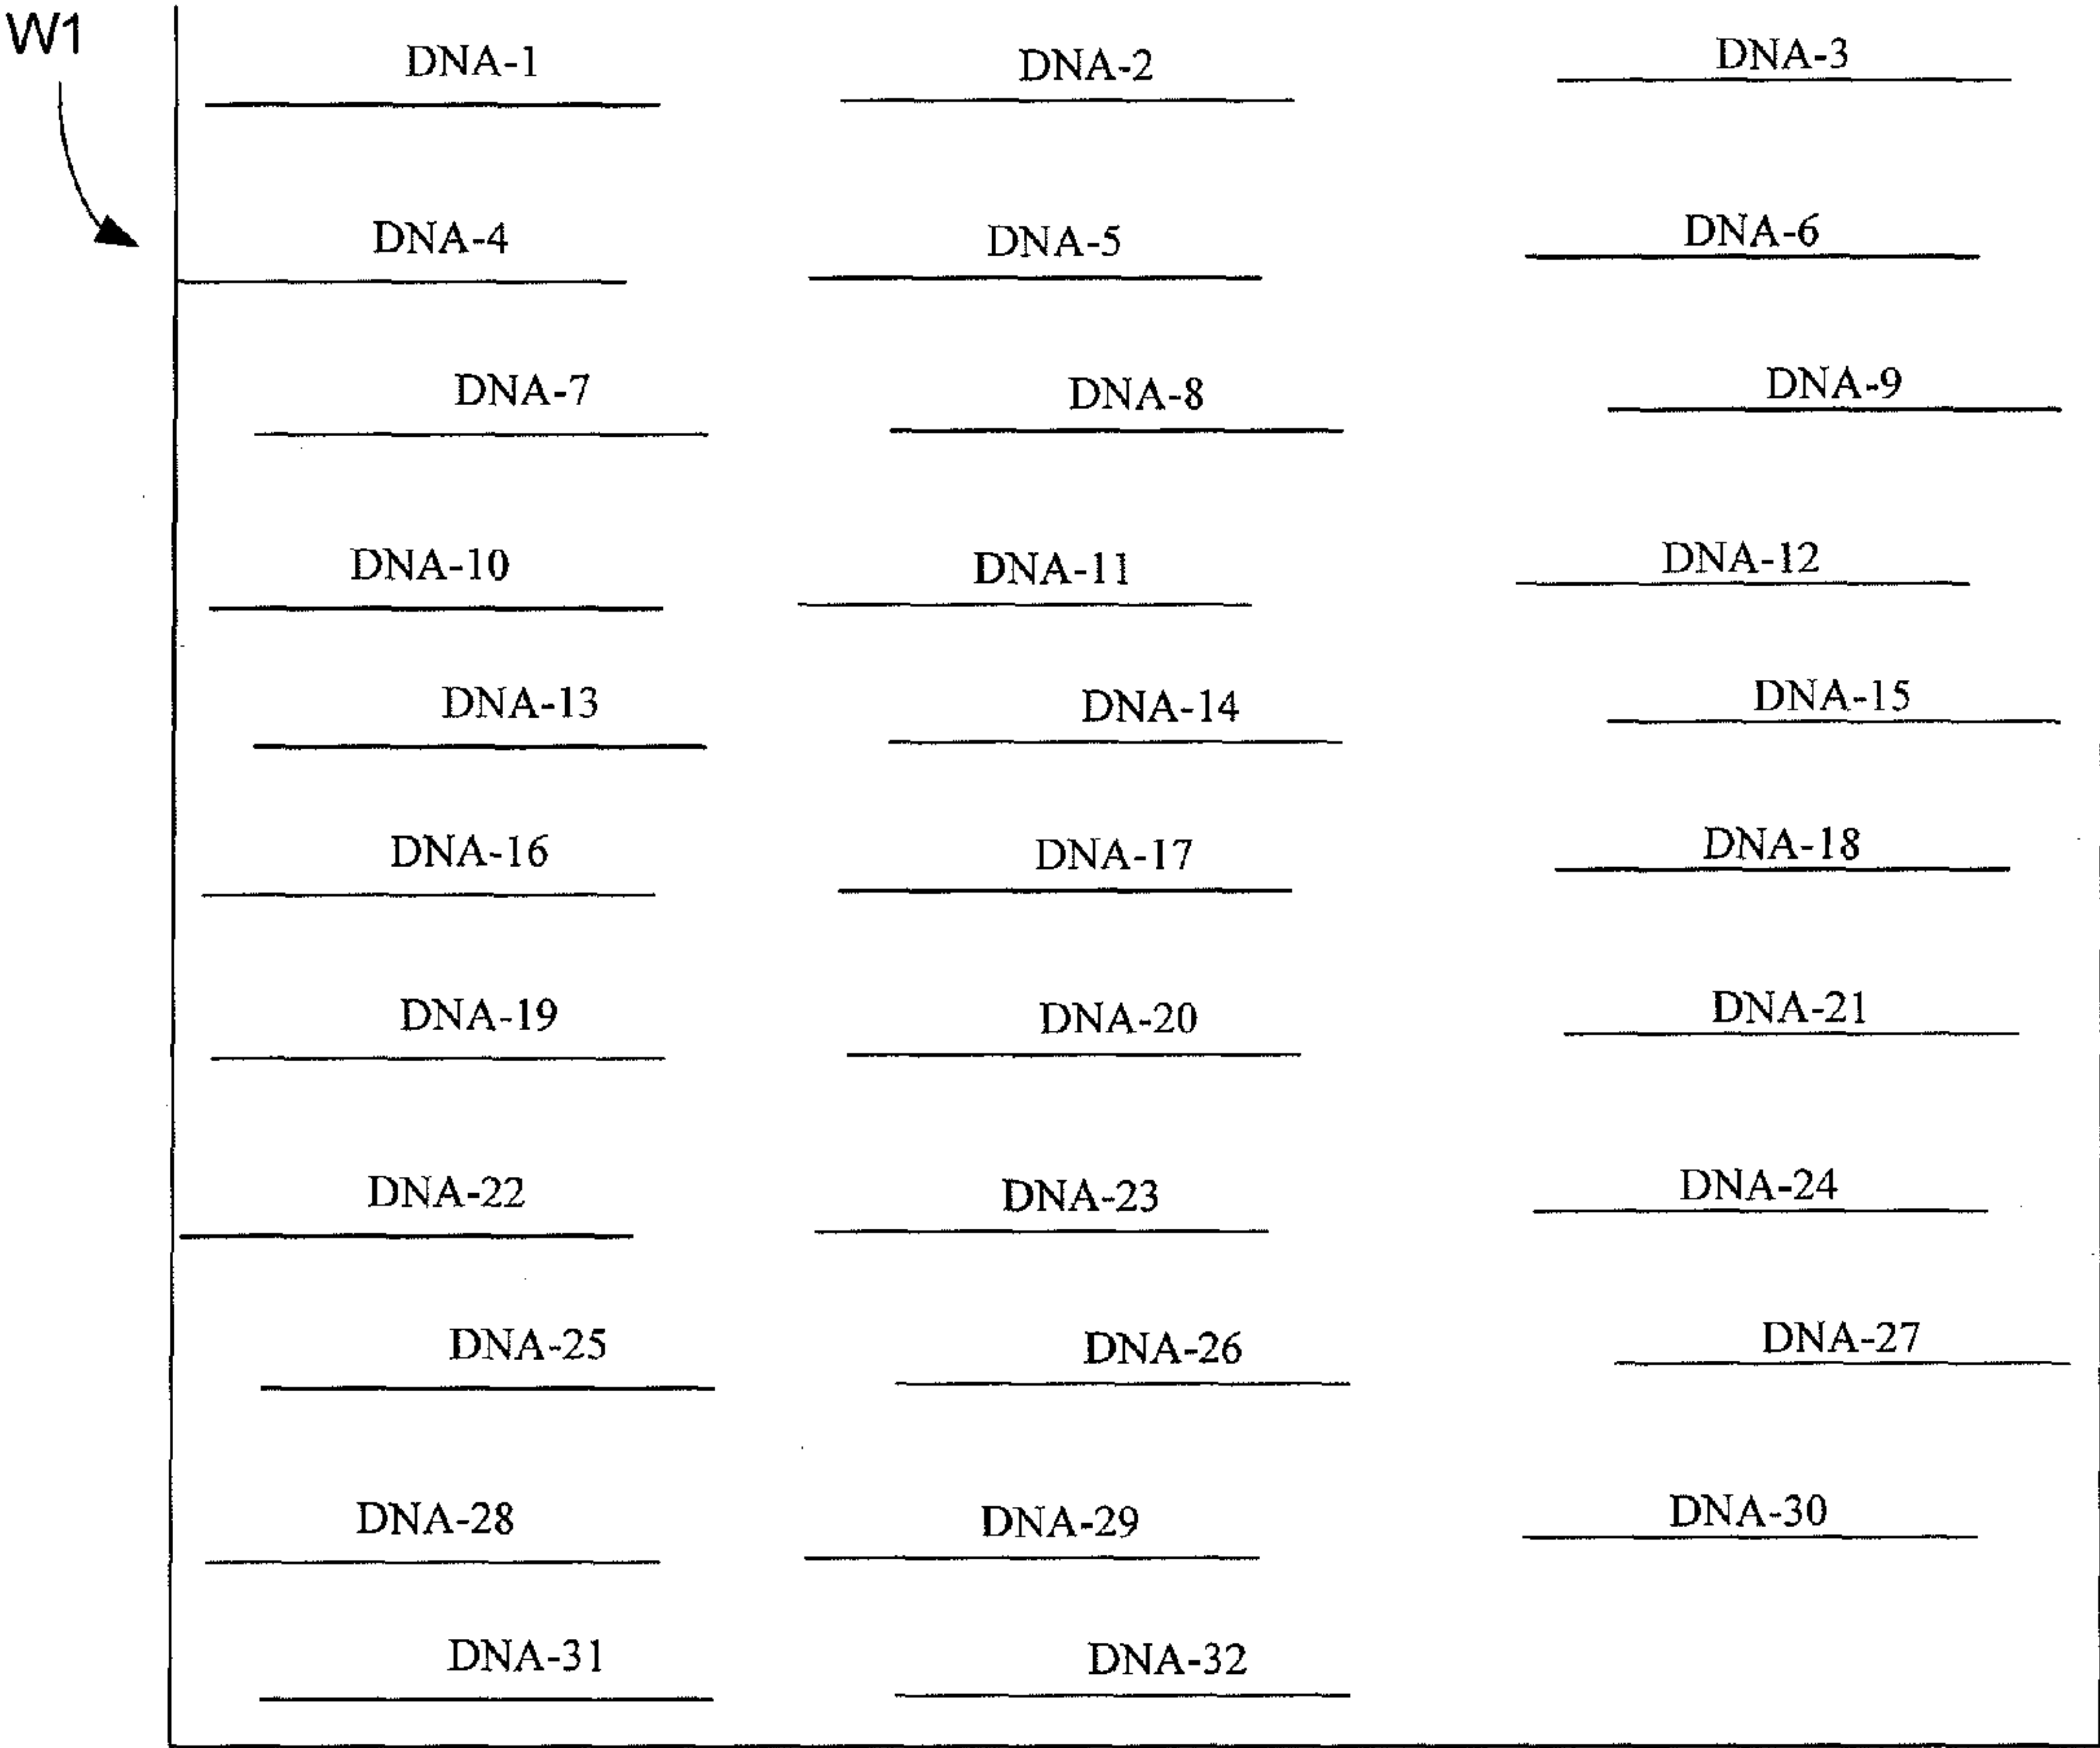 W1
DNA-1 DNA-2 DNA-3
DNA-4 DNA-5 DNA-6
DNA-7 DNA-8 DNA-9
DNA-10 DNA-11 DNA-12
DNA-13 DNA-14 DNA-15
DNA-16 DNA-17 DNA-18
DNA-19 DNA-20 DNA-21
DNA-22 DNA-23 DNA-24
DNA-25 DNA-26 DNA-27
DNA-28 DNA-29 DNA-30
DNA-31 DNA-32